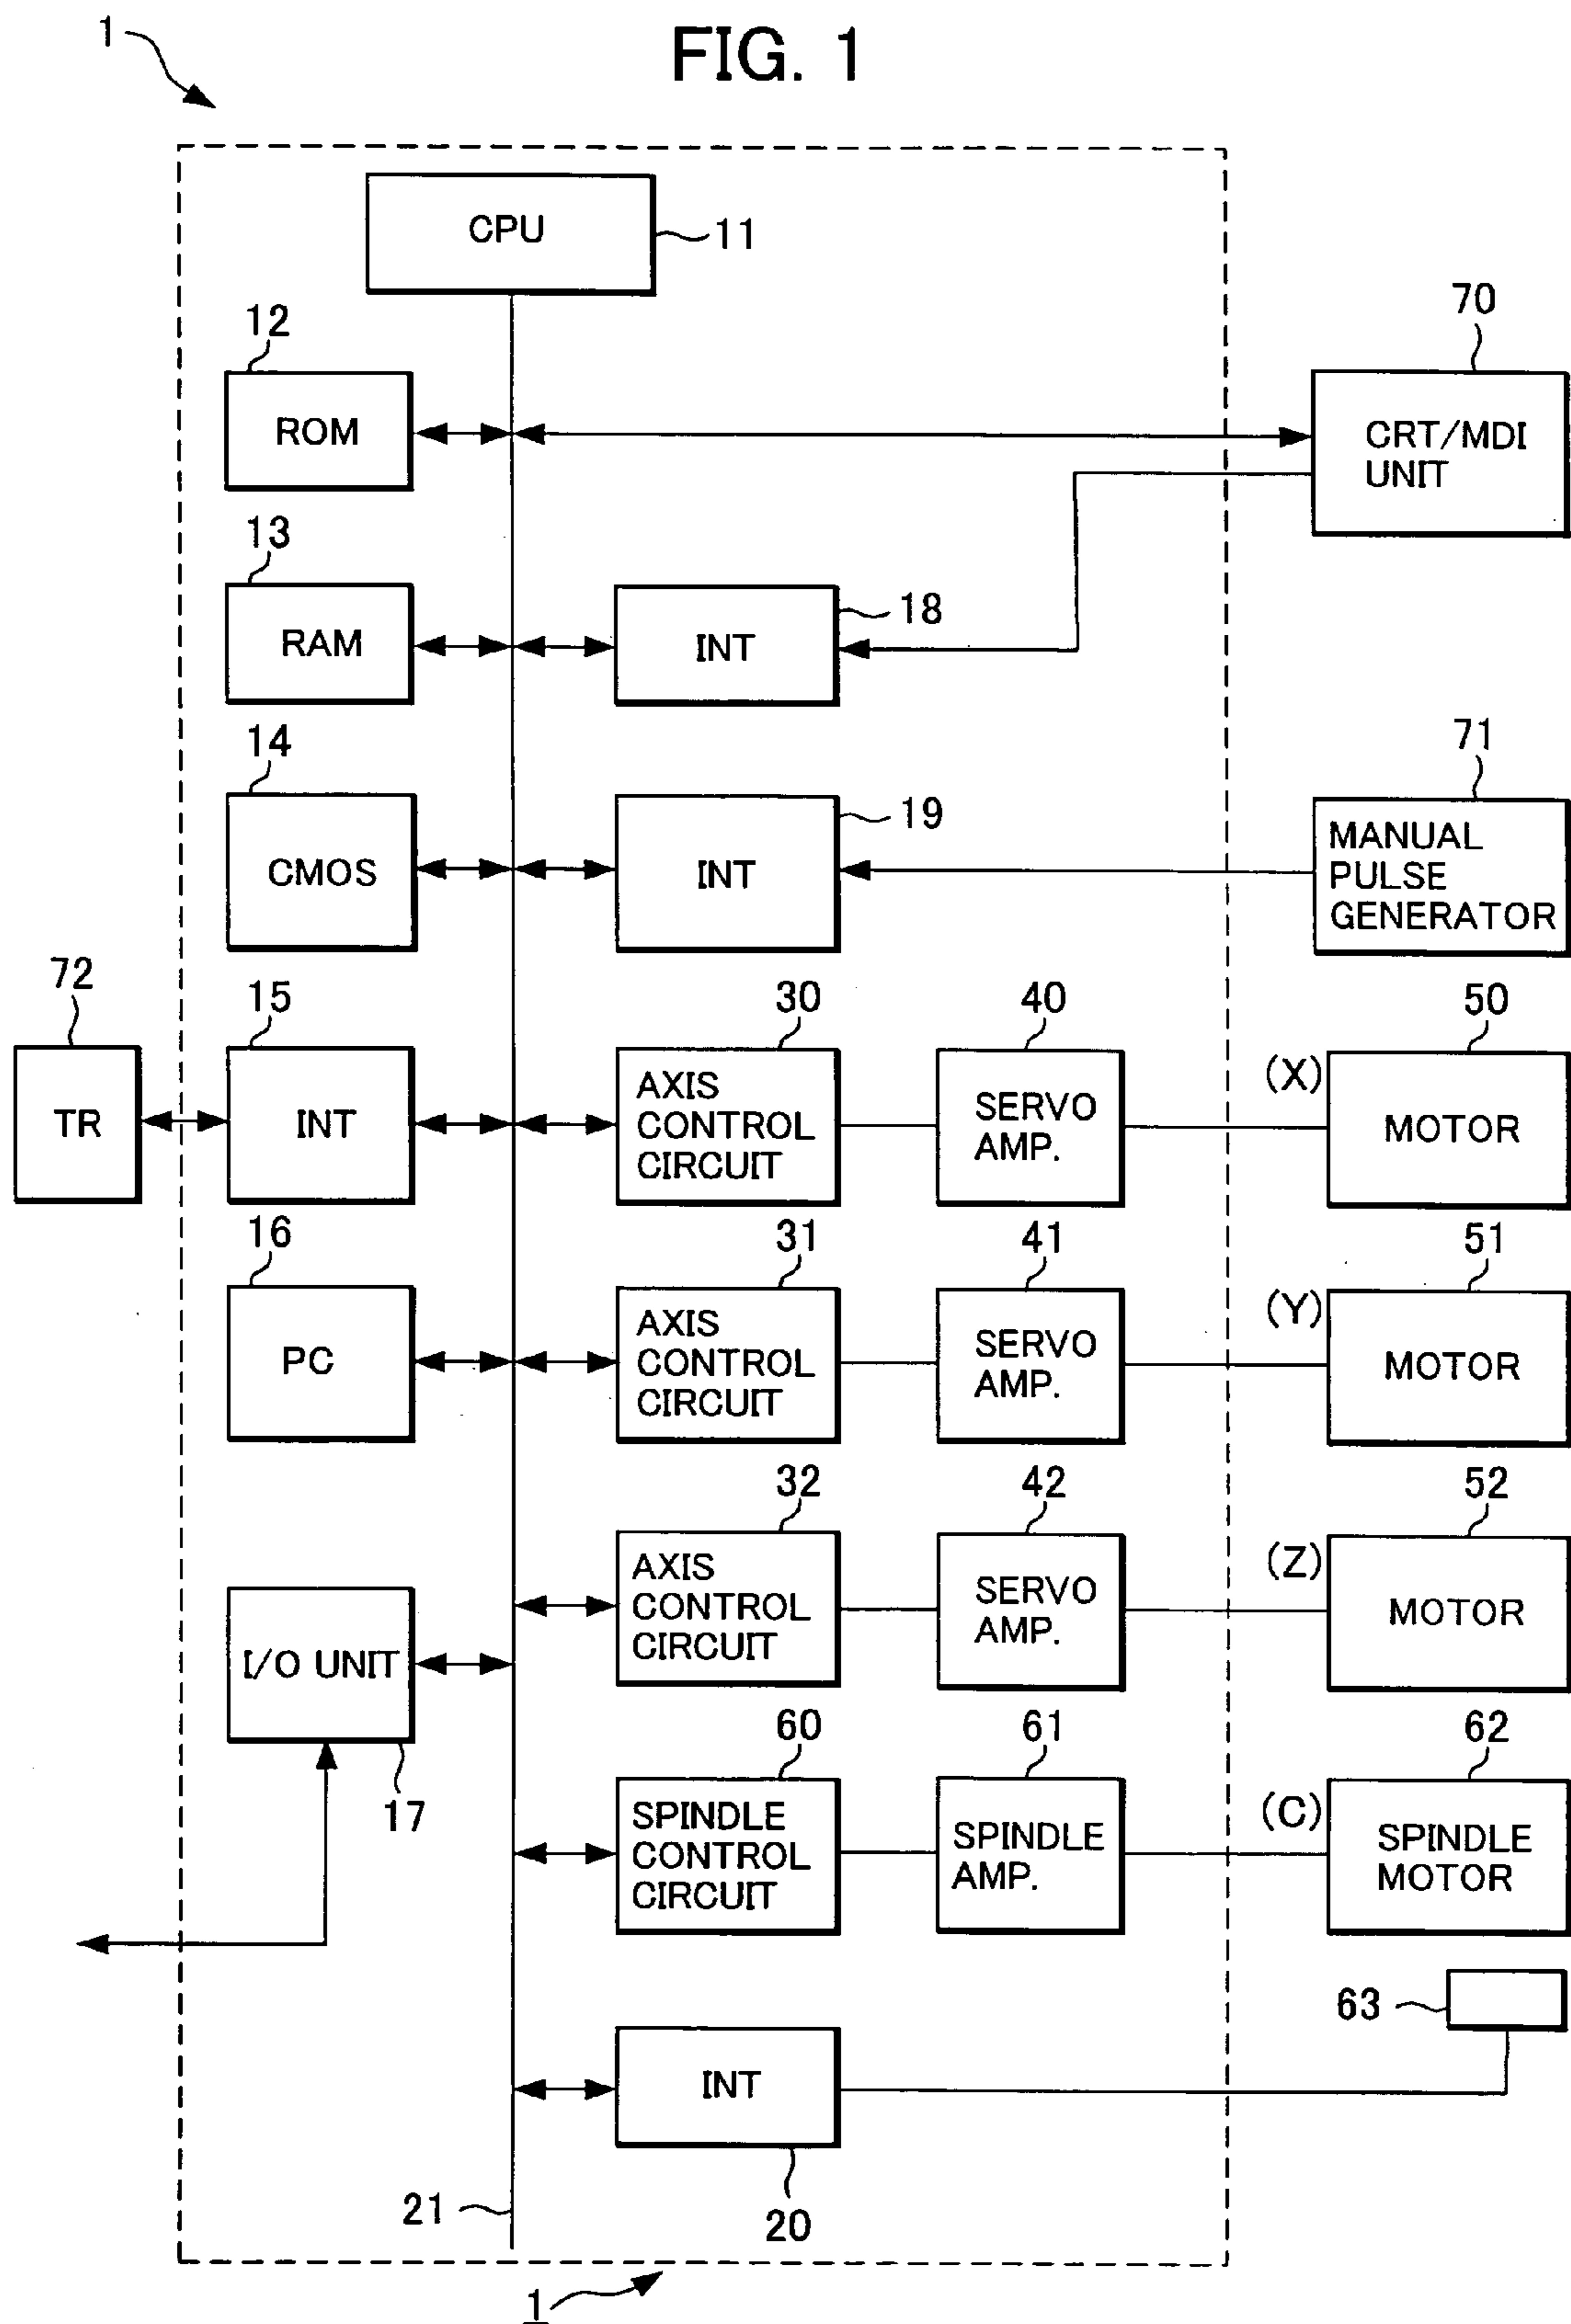 FIG. 1
1
CPU
11
12
ROM
70
CRT/MDI
UNIT
13
RAM
18
INT
14
CMOS
19
INT
71
MANUAL
PULSE
GENERATOR
72
TR
15
INT
30
AXIS
CONTROL
CIRCUIT
40
SERVO
AMP.
(X)
50
MOTOR
16
PC
31
AXIS
CONTROL
CIRCUIT
41
SERVO
AMP.
(Y)
51
MOTOR
32
AXIS
CONTROL
CIRCUIT
42
SERVO
AMP.
(Z)
52
MOTOR
I/O UNIT
17
60
SPINDLE
CONTROL
CIRCUIT
61
SPINDLE
AMP.
(C)
62
SPINDLE
MOTOR
63
INT
20
21
1